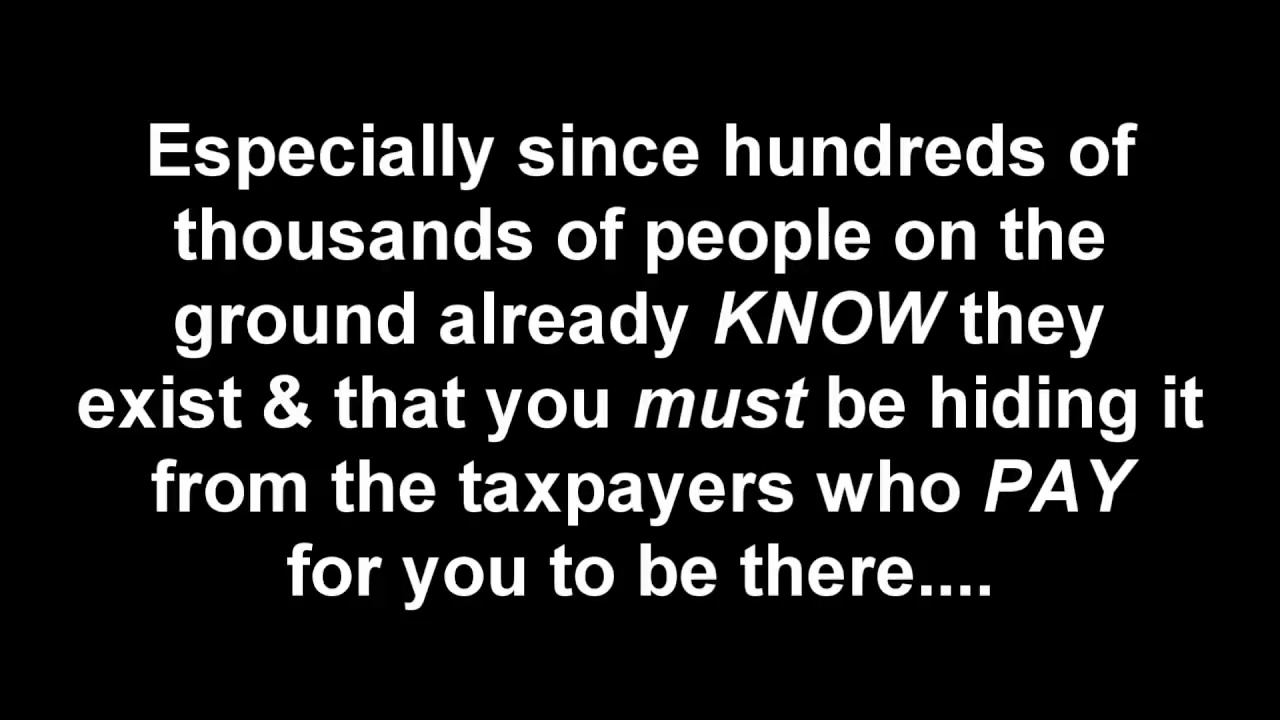 Especially since hundreds of
thousands of people on the
ground already KNOW they
exist & that you must be hiding it
from the taxpayers who PAY
for you to be there....